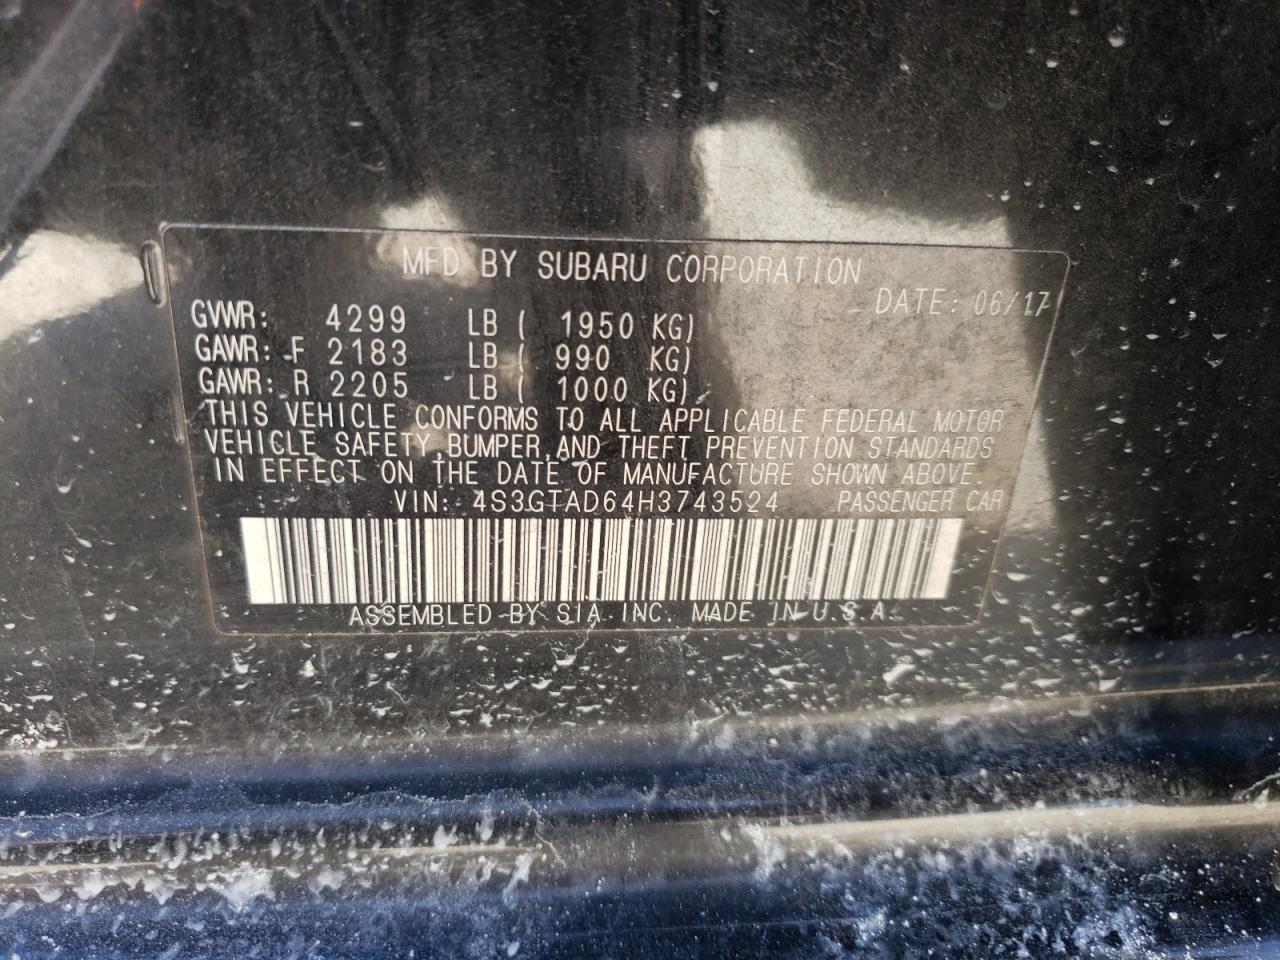 MFD BY SUBARU CORPORATION
DATE: 06/17
GVWR: 4299 LB ( 1950 KG)
GAWR: F 2183 LB ( 990 KG)
GAWR: R 2205 LB ( 1000 KG)
THIS VEHICLE CONFORMS TO ALL APPLICABLE FEDERAL MOTOR
VEHICLE SAFETY,BUMPER,AND THEFT PREVENTION STANDARDS
IN EFFECT ON THE DATE OF MANUFACTURE SHOWN ABOVE.
VIN: 4S3GTAD64H3743524 PASSENGER CAR
ASSEMBLED BY SIA INC. MADE IN U.S.A.